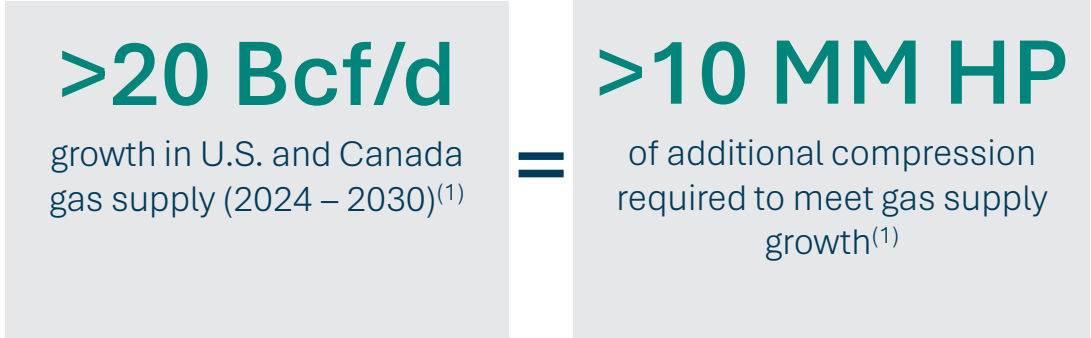 >20 Bcf/d
growth in U.S. and Canada
gas supply (2024 – 2030)(1)
=
>10 MM HP
of additional compression
required to meet gas supply
growth(1)